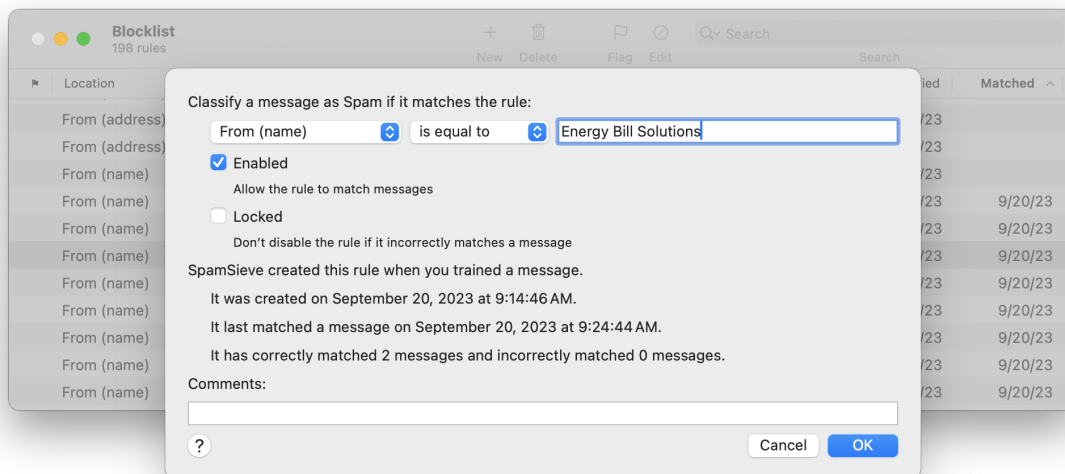 Blocklist
198 rules
New Delete Flag Edit
Search
Search
Location
ied Matched
From (address) /23
From (address) /23
From (name) /23
From (name) /23 9/20/23
From (name) /23 9/20/23
From (name) /23 9/20/23
From (name) /23 9/20/23
From (name) /23 9/20/23
From (name) /23 9/20/23
From (name) /23 9/20/23
From (name) /23 9/20/23
Classify a message as Spam if it matches the rule:
From (name) is equal to Energy Bill Solutions
Enabled
Allow the rule to match messages
Locked
Don't disable the rule if it incorrectly matches a message
SpamSieve created this rule when you trained a message.
It was created on September 20, 2023 at 9:14:46 AM.
It last matched a message on September 20, 2023 at 9:24:44 AM.
It has correctly matched 2 messages and incorrectly matched 0 messages.
Comments:
? Cancel OK